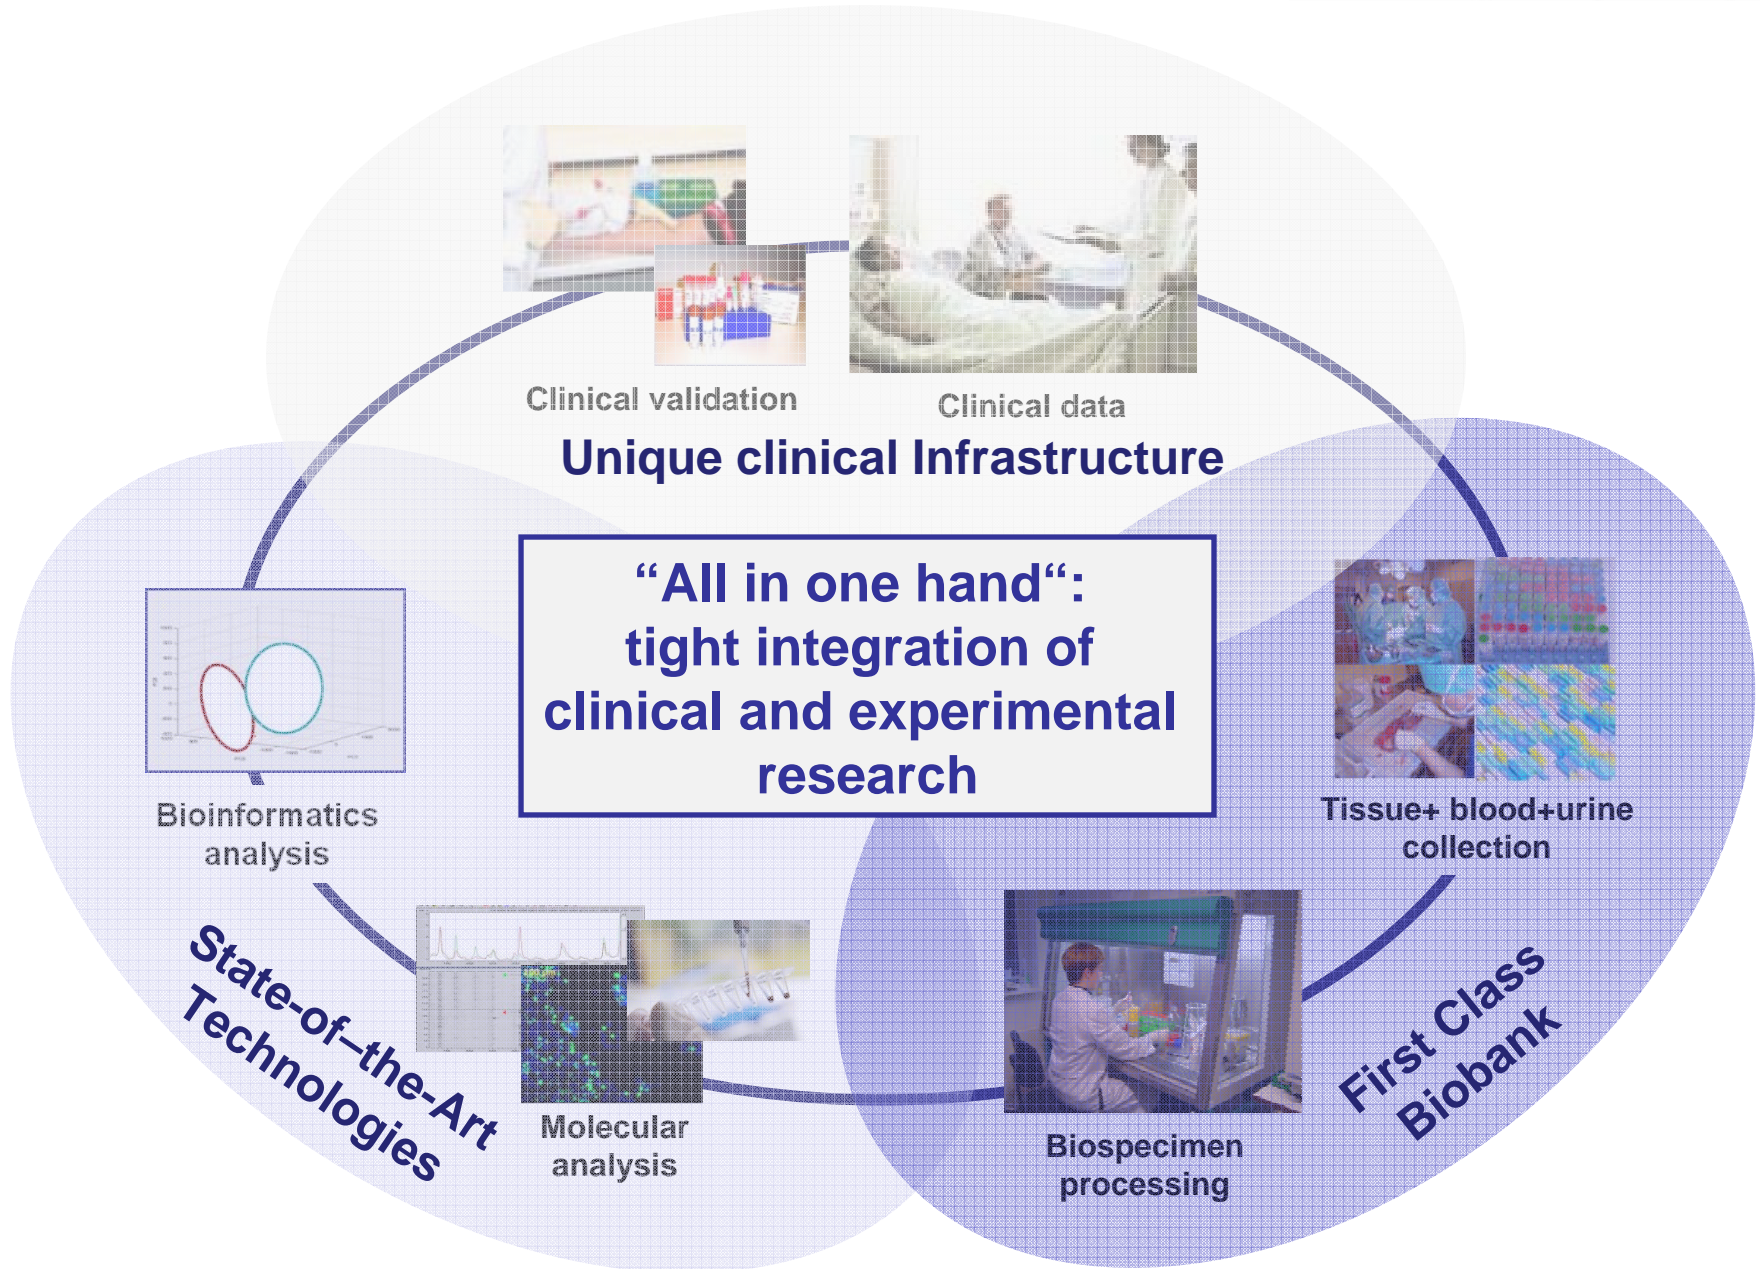 Clinical validation
Clinical data
Unique clinical Infrastructure
“All in one hand“:
tight integration of
clinical and experimental
research
Bioinformatics
analysis
Tissue+ blood+urine
collection
State-of–the-Art
Technologies
Molecular
analysis
Biospecimen
processing
First Class
Biobank